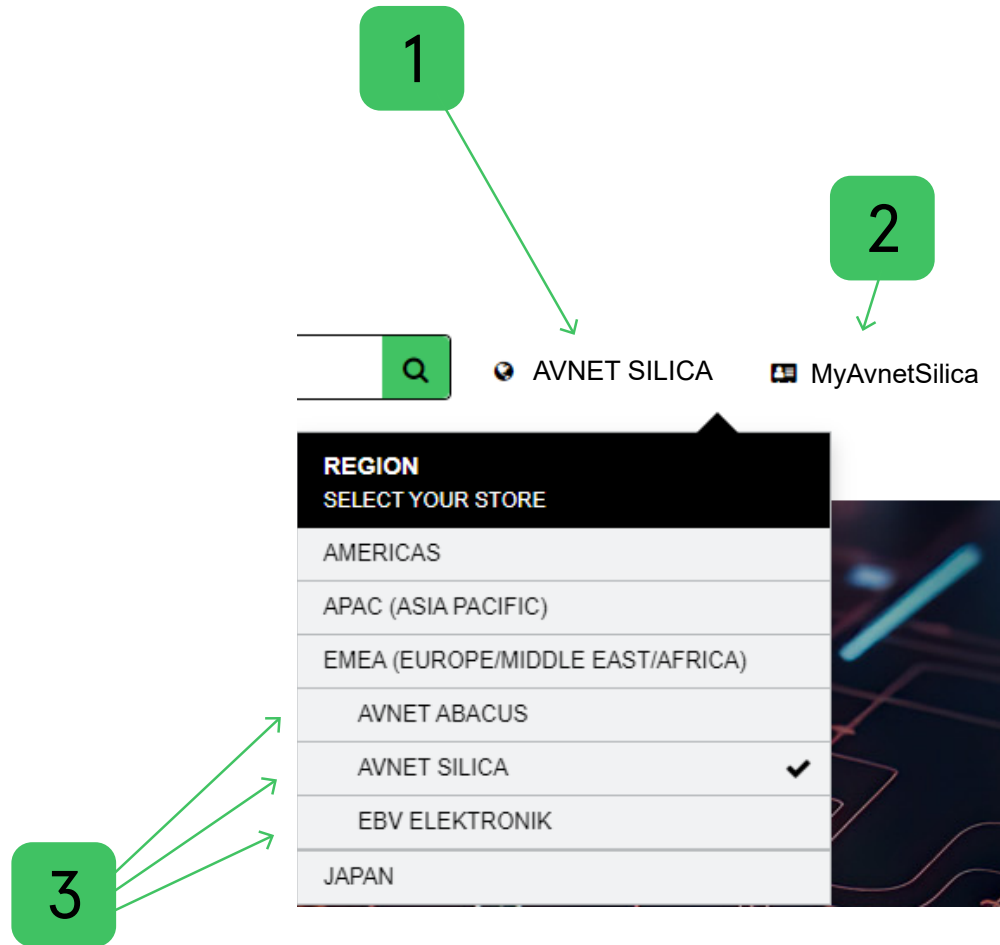 1
2
AVNET SILICA
MyAvnetSilica
REGION
SELECT YOUR STORE
AMERICAS
APAC (ASIA PACIFIC)
EMEA (EUROPE/MIDDLE EAST/AFRICA)
AVNET ABACUS
AVNET SILICA
EBV ELEKTRONIK
JAPAN
3